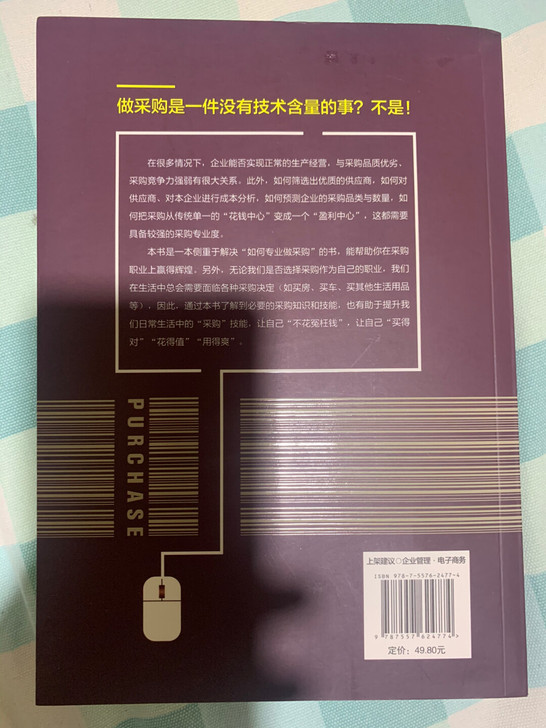 做采购是一件没有技术含量的事？不是！
在很多情况下，企业能否实现正常的生产经营，与采购品质优劣、
采购竞争力强弱有很大关系。此外，如何筛选出优质的供应商，如何对
供应商、对本企业进行成本分析，如何预测企业的采购品类与数量，如
何把采购从传统单一的“花钱中心”变成一个“盈利中心”，这都需要
具备较强的采购专业度。
本书是一本侧重于解决“如何专业做采购”的书，能帮助你在采购
职业上赢得辉煌。另外，无论我们是否选择采购作为自己的职业，我们
在生活中总会需要面临各种采购决定（如买房、买车、买其他生活用品
等），因此，通过本书了解到必要的采购知识和技能，也有助于提升我
们日常生活中的“采购”技能，让自己“不花冤枉钱”，让自己“买得
对”“花得值”“用得爽”。
PURCHASE
上架建议○企业管理·电子商务
ISBN 978-7-5576-2477-4
9 787557 624774 >
定价：49.80元